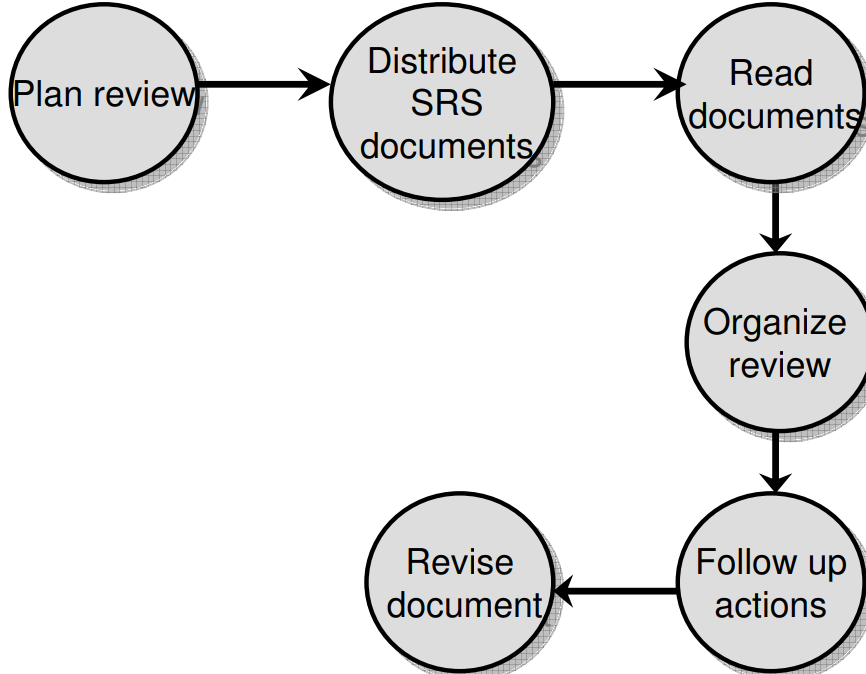 Plan review
Distribute
SRS
documents
Read
documents
Organize
review
Follow up
actions
Revise
document